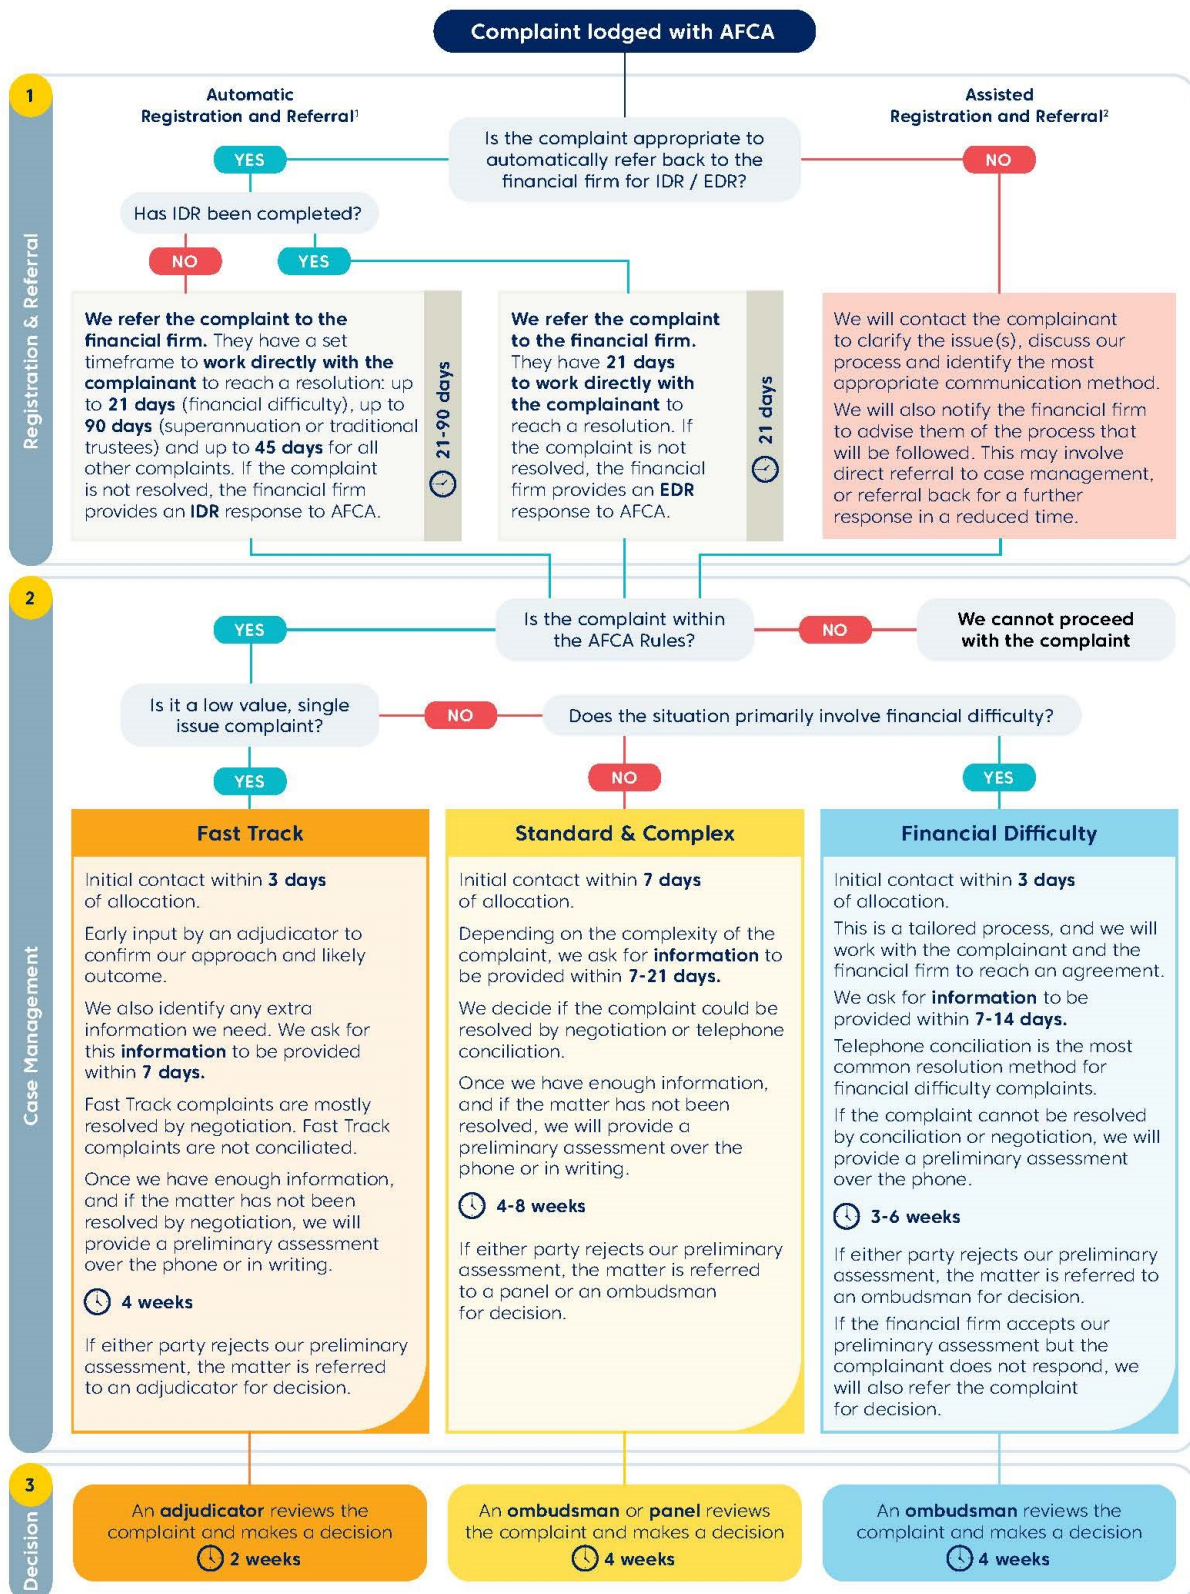 Complaint lodged with AFCA
1
Registration & Referral
Automatic
Registration and Referral¹
Is the complaint appropriate to
automatically refer back to the
financial firm for IDR / EDR?
Assisted
Registration and Referral²
YES
NO
Has IDR been completed?
NO
YES
We refer the complaint to the
financial firm. They have a set
timeframe to work directly with the
complainant to reach a resolution: up
to 21 days (financial difficulty), up to
90 days (superannuation or traditional
trustees) and up to 45 days for all
other complaints. If the complaint
is not resolved, the financial firm
provides an IDR response to AFCA.
21-90 days
We refer the complaint
to the financial firm.
They have 21 days
to work directly with
the complainant to
reach a resolution. If
the complaint is not
resolved, the financial
firm provides an EDR
response to AFCA.
21 days
We will contact the complainant
to clarify the issue(s), discuss our
process and identify the most
appropriate communication method.
We will also notify the financial firm
to advise them of the process that
will be followed. This may involve
direct referral to case management,
or referral back for a further
response in a reduced time.
2
Case Management
YES
Is the complaint within
the AFCA Rules?
NO
We cannot proceed
with the complaint
Is it a low value, single
issue complaint?
NO
Does the situation primarily involve financial difficulty?
YES
NO
YES
Fast Track
Initial contact within 3 days
of allocation.
Early input by an adjudicator to
confirm our approach and likely
outcome.
We also identify any extra
information we need. We ask for
this information to be provided
within 7 days.
Fast Track complaints are mostly
resolved by negotiation. Fast Track
complaints are not conciliated.
Once we have enough information,
and if the matter has not been
resolved by negotiation, we will
provide a preliminary assessment
over the phone or in writing.
4 weeks
If either party rejects our preliminary
assessment, the matter is referred
to an adjudicator for decision.
Standard & Complex
Initial contact within 7 days
of allocation.
Depending on the complexity of the
complaint, we ask for information to
be provided within 7-21 days.
We decide if the complaint could be
resolved by negotiation or telephone
conciliation.
Once we have enough information,
and if the matter has not been
resolved, we will provide a
preliminary assessment over the
phone or in writing.
4-8 weeks
If either party rejects our preliminary
assessment, the matter is referred
to a panel or an ombudsman
for decision.
Financial Difficulty
Initial contact within 3 days
of allocation.
This is a tailored process, and we will
work with the complainant and the
financial firm to reach an agreement.
We ask for information to be
provided within 7-14 days.
Telephone conciliation is the most
common resolution method for
financial difficulty complaints.
If the complaint cannot be resolved
by conciliation or negotiation, we will
provide a preliminary assessment
over the phone.
3-6 weeks
If either party rejects our preliminary
assessment, the matter is referred to
an ombudsman for decision.
If the financial firm accepts our
preliminary assessment but the
complainant does not respond, we
will also refer the complaint
for decision.
3
Decision
An adjudicator reviews the
complaint and makes a decision
2 weeks
An ombudsman or panel reviews
the complaint and makes a decision
4 weeks
An ombudsman reviews the
complaint and makes a decision
4 weeks